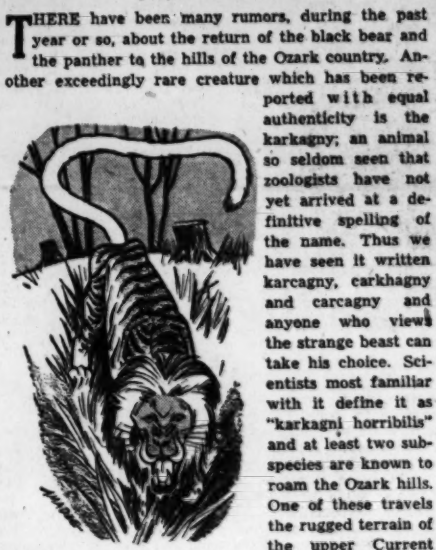 THERE have been many rumors, during the past
year or so, about the return of the black bear and
the panther to the hills of the Ozark country. An-
other exceedingly rare creature which has been re-
ported with equal
authenticity is the
karkagny; an animal
so seldom seen that
zoologists have not
yet arrived at a de-
finitive spelling of
the name. Thus we
have seen it written
karcagny, carkhagny
and carcagny and
anyone who views
the strange beast can
take his choice. Sci-
entists most familiar
with it define it as
"karkagni horribilis"
and at least two sub-
species are known to
roam the Ozark hills.
One of these travels
the rugged terrain of
the upper Current